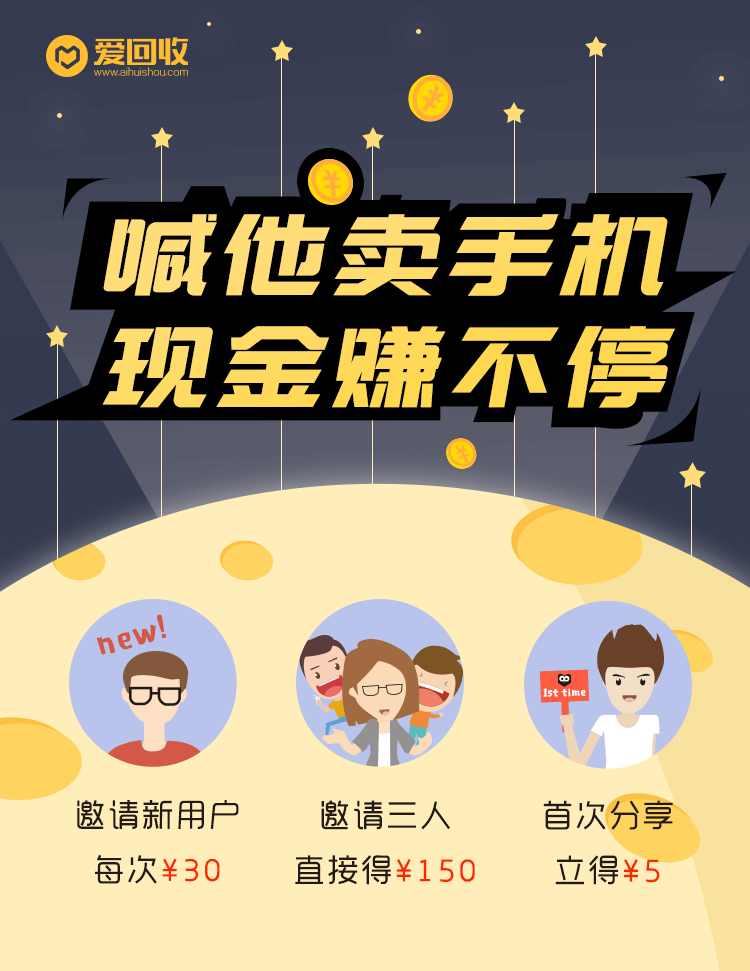 爱回收
www.aihuishou.com
喊他卖手机
现金赚不停
new!
1st time
邀请新用户
每次¥30
邀请三人
直接得¥150
首次分享
立得¥5